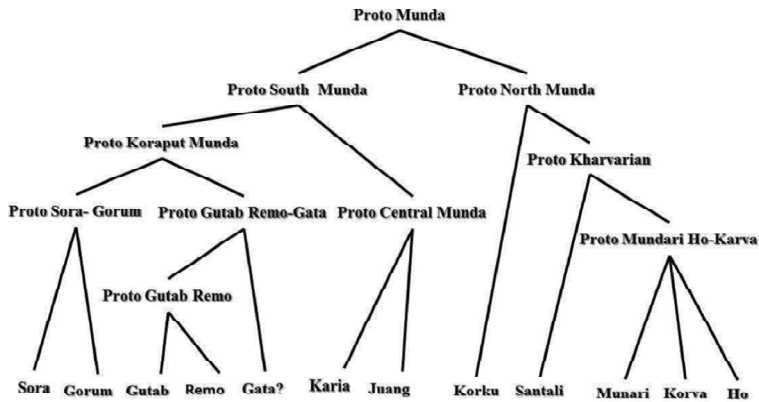 Proto Munda
Proto South Munda
Proto North Munda
Proto Koraput Munda
Proto Kharvarian
Proto Sora- Gorum
Proto Gutab Remo-Gata
Proto Central Munda
Proto Mundari Ho-Karva
Proto Gutab Remo
Sora
Gorum
Gutab
Remo
Gata?
Karia
Juang
Korku
Santali
Munari
Korva
Ho